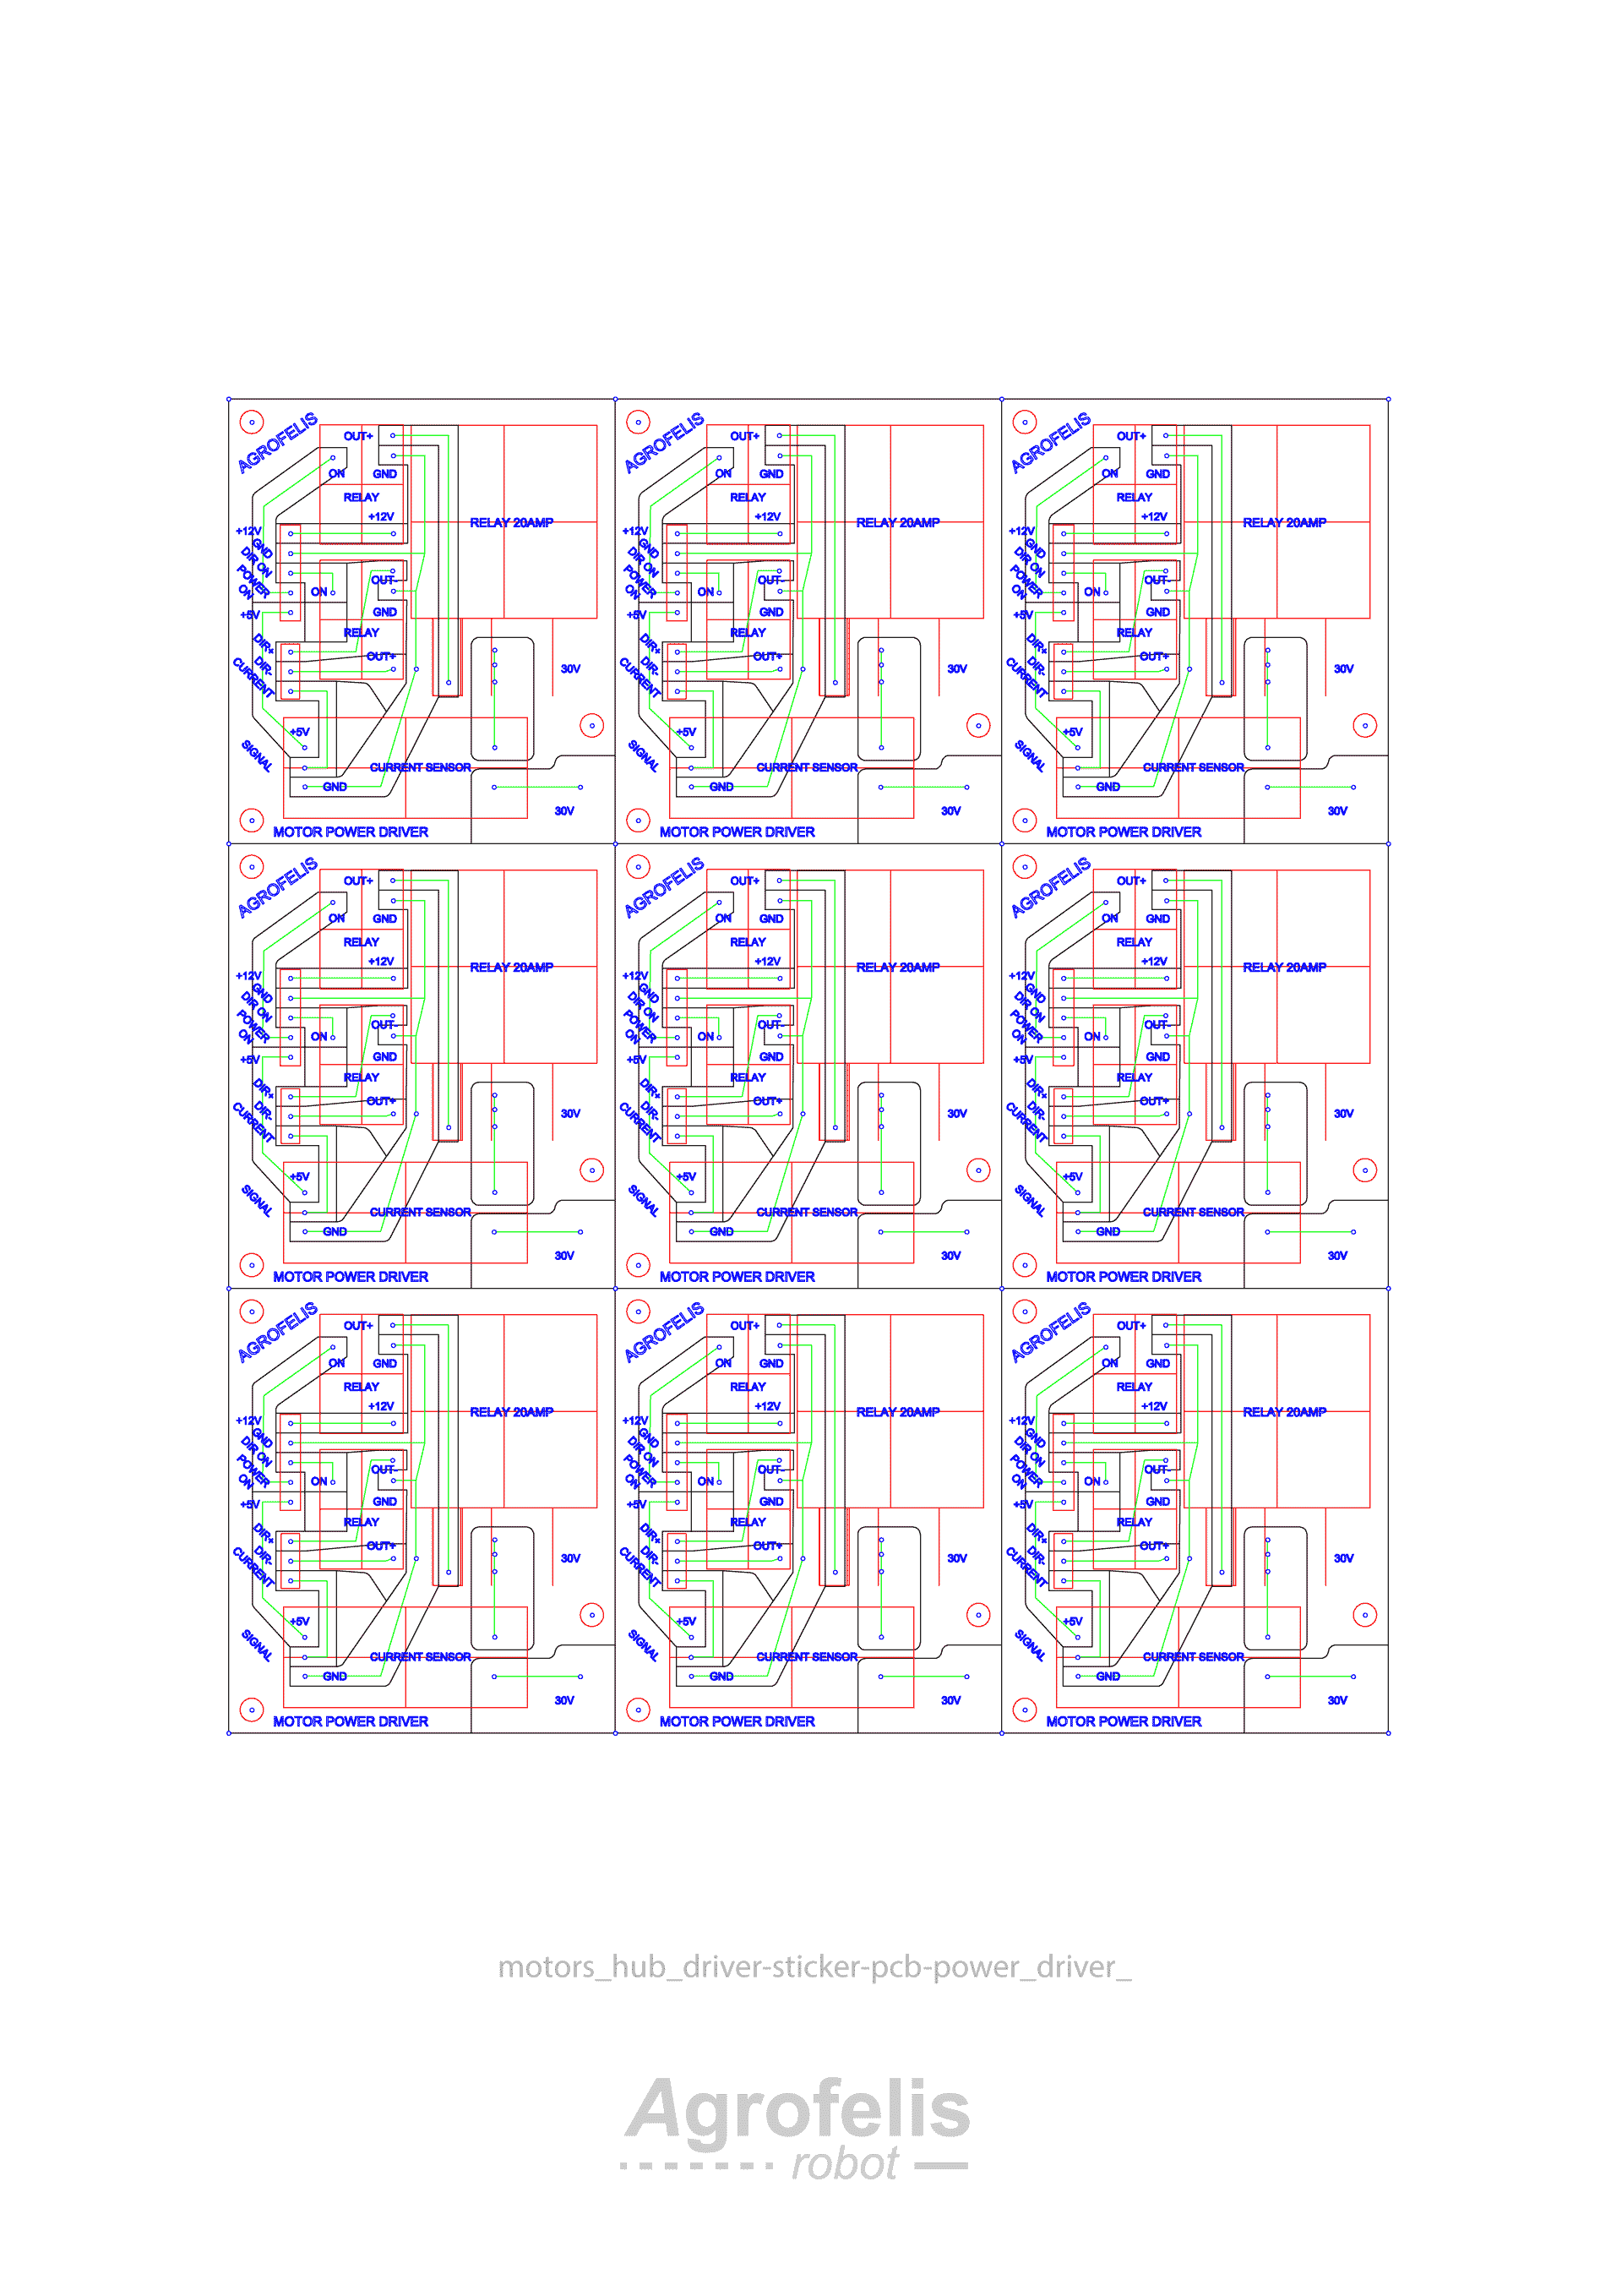 AGROFELIS
OUT+
ON
GND
RELAY
+12V
RELAY 20AMP
+12V
GND
DIR ON
POWER
ON
+5V
OUT-
ON
GND
RELAY
DIR+
DIR-
CURRENT
OUT+
30V
+5V
SIGNAL
CURRENT SENSOR
GND
30V
MOTOR POWER DRIVER
AGROFELIS
OUT+
ON
GND
RELAY
+12V
RELAY 20AMP
+12V
GND
DIR ON
POWER
ON
+5V
OUT-
ON
GND
RELAY
DIR+
DIR-
CURRENT
OUT+
30V
+5V
SIGNAL
CURRENT SENSOR
GND
30V
MOTOR POWER DRIVER
AGROFELIS
OUT+
ON
GND
RELAY
+12V
RELAY 20AMP
+12V
GND
DIR ON
POWER
ON
+5V
OUT-
ON
GND
RELAY
DIR+
DIR-
CURRENT
OUT+
30V
+5V
SIGNAL
CURRENT SENSOR
GND
30V
MOTOR POWER DRIVER
AGROFELIS
OUT+
ON
GND
RELAY
+12V
RELAY 20AMP
+12V
GND
DIR ON
POWER
ON
+5V
OUT-
ON
GND
RELAY
DIR+
DIR-
CURRENT
OUT+
30V
+5V
SIGNAL
CURRENT SENSOR
GND
30V
MOTOR POWER DRIVER
AGROFELIS
OUT+
ON
GND
RELAY
+12V
RELAY 20AMP
+12V
GND
DIR ON
POWER
ON
+5V
OUT-
ON
GND
RELAY
DIR+
DIR-
CURRENT
OUT+
30V
+5V
SIGNAL
CURRENT SENSOR
GND
30V
MOTOR POWER DRIVER
AGROFELIS
OUT+
ON
GND
RELAY
+12V
RELAY 20AMP
+12V
GND
DIR ON
POWER
ON
+5V
OUT-
ON
GND
RELAY
DIR+
DIR-
CURRENT
OUT+
30V
+5V
SIGNAL
CURRENT SENSOR
GND
30V
MOTOR POWER DRIVER
AGROFELIS
OUT+
ON
GND
RELAY
+12V
RELAY 20AMP
+12V
GND
DIR ON
POWER
ON
+5V
OUT-
ON
GND
RELAY
DIR+
DIR-
CURRENT
OUT+
30V
+5V
SIGNAL
CURRENT SENSOR
GND
30V
MOTOR POWER DRIVER
AGROFELIS
OUT+
ON
GND
RELAY
+12V
RELAY 20AMP
+12V
GND
DIR ON
POWER
ON
+5V
OUT-
ON
GND
RELAY
DIR+
DIR-
CURRENT
OUT+
30V
+5V
SIGNAL
CURRENT SENSOR
GND
30V
MOTOR POWER DRIVER
AGROFELIS
OUT+
ON
GND
RELAY
+12V
RELAY 20AMP
+12V
GND
DIR ON
POWER
ON
+5V
OUT-
ON
GND
RELAY
DIR+
DIR-
CURRENT
OUT+
30V
+5V
SIGNAL
CURRENT SENSOR
GND
30V
MOTOR POWER DRIVER
motors_hub_driver-sticker-pcb-power_driver_
Agrofelis
robot